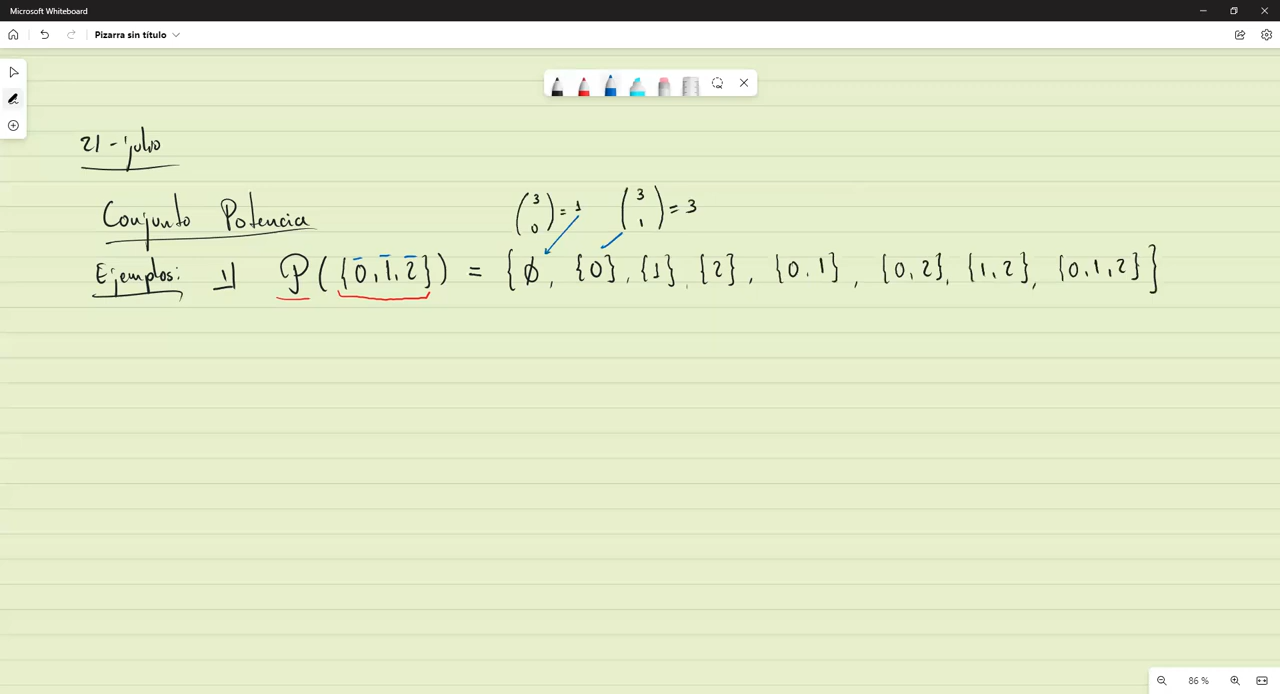 Microsoft Whiteboard
Pizarra sin título
21 - julio
(3 0) = 1 (3 1) = 3
Conjunto Potencia
Ejemplos: 1] P({0,1,2}) = {∅, {0}, {1}, {2}, {0,1}, {0,2}, {1,2}, {0,1,2}}
86 %